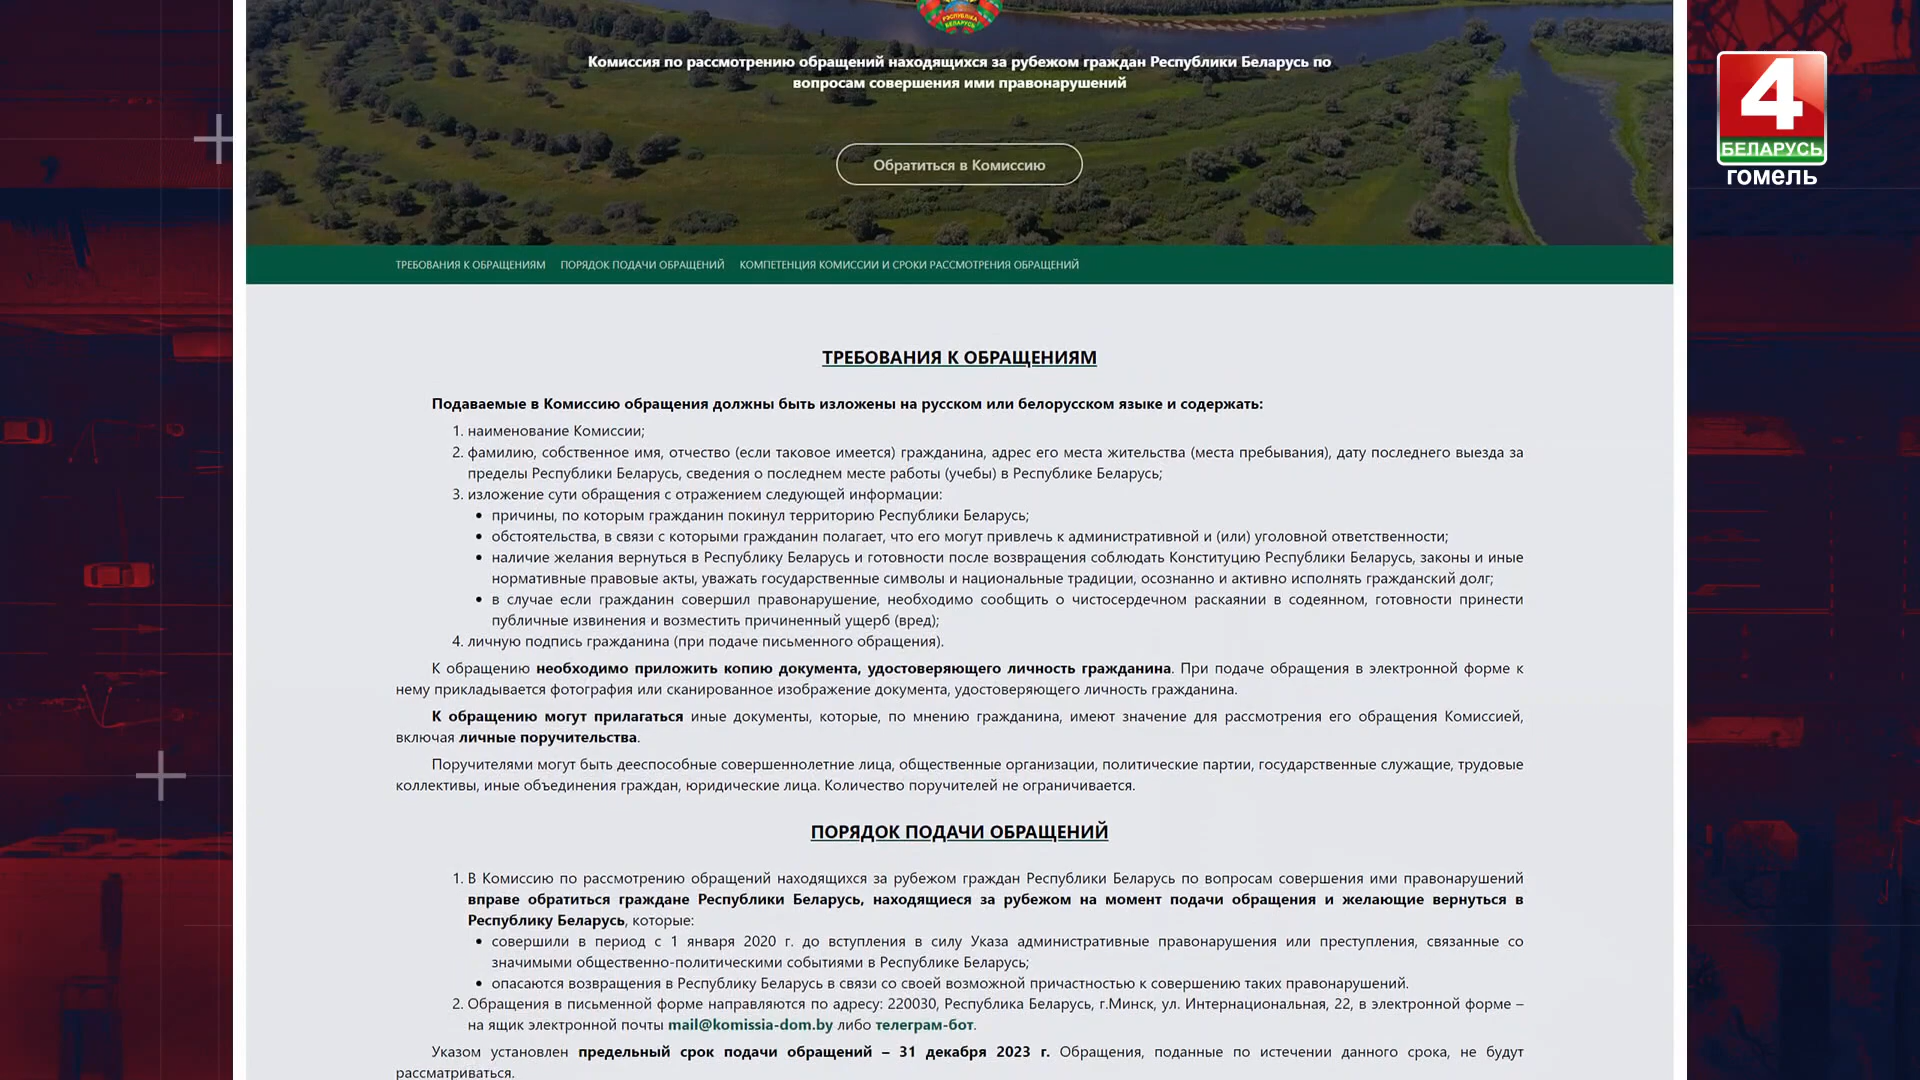 РЭСПУБЛІКА
БЕЛАРУСЬ
Комиссия по рассмотрению обращений находящихся за рубежом граждан Республики Беларусь по
вопросам совершения ими правонарушений
4
БЕЛАРУСЬ
гомель
Обратиться в Комиссию
ТРЕБОВАНИЯ К ОБРАЩЕНИЯМ ПОРЯДОК ПОДАЧИ ОБРАЩЕНИЙ КОМПЕТЕНЦИЯ КОМИССИИ И СРОКИ РАССМОТРЕНИЯ ОБРАЩЕНИЙ
ТРЕБОВАНИЯ К ОБРАЩЕНИЯМ
Подаваемые в Комиссию обращения должны быть изложены на русском или белорусском языке и содержать:
1. наименование Комиссии;
2. фамилию, собственное имя, отчество (если таковое имеется) гражданина, адрес его места жительства (места пребывания), дату последнего выезда за
пределы Республики Беларусь, сведения о последнем месте работы (учебы) в Республике Беларусь;
3. изложение сути обращения с отражением следующей информации:
• причины, по которым гражданин покинул территорию Республики Беларусь;
• обстоятельства, в связи с которыми гражданин полагает, что его могут привлечь к административной и (или) уголовной ответственности;
• наличие желания вернуться в Республику Беларусь и готовности после возвращения соблюдать Конституцию Республики Беларусь, законы и иные
нормативные правовые акты, уважать государственные символы и национальные традиции, осознанно и активно исполнять гражданский долг;
• в случае если гражданин совершил правонарушение, необходимо сообщить о чистосердечном раскаянии в содеянном, готовности принести
публичные извинения и возместить причиненный ущерб (вред);
4. личную подпись гражданина (при подаче письменного обращения).
К обращению необходимо приложить копию документа, удостоверяющего личность гражданина. При подаче обращения в электронной форме к
нему прикладывается фотография или сканированное изображение документа, удостоверяющего личность гражданина.
К обращению могут прилагаться иные документы, которые, по мнению гражданина, имеют значение для рассмотрения его обращения Комиссией,
включая личные поручительства.
Поручителями могут быть дееспособные совершеннолетние лица, общественные организации, политические партии, государственные служащие, трудовые
коллективы, иные объединения граждан, юридические лица. Количество поручителей не ограничивается.
ПОРЯДОК ПОДАЧИ ОБРАЩЕНИЙ
1. В Комиссию по рассмотрению обращений находящихся за рубежом граждан Республики Беларусь по вопросам совершения ими правонарушений
вправе обратиться граждане Республики Беларусь, находящиеся за рубежом на момент подачи обращения и желающие вернуться в
Республику Беларусь, которые:
• совершили в период с 1 января 2020 г. до вступления в силу Указа административные правонарушения или преступления, связанные со
значимыми общественно-политическими событиями в Республике Беларусь;
• опасаются возвращения в Республику Беларусь в связи со своей возможной причастностью к совершению таких правонарушений.
2. Обращения в письменной форме направляются по адресу: 220030, Республика Беларусь, г.Минск, ул. Интернациональная, 22, в электронной форме –
на ящик электронной почты mail@komissia-dom.by либо телеграм-бот.
Указом установлен предельный срок подачи обращений – 31 декабря 2023 г. Обращения, поданные по истечении данного срока, не будут
рассматриваться.